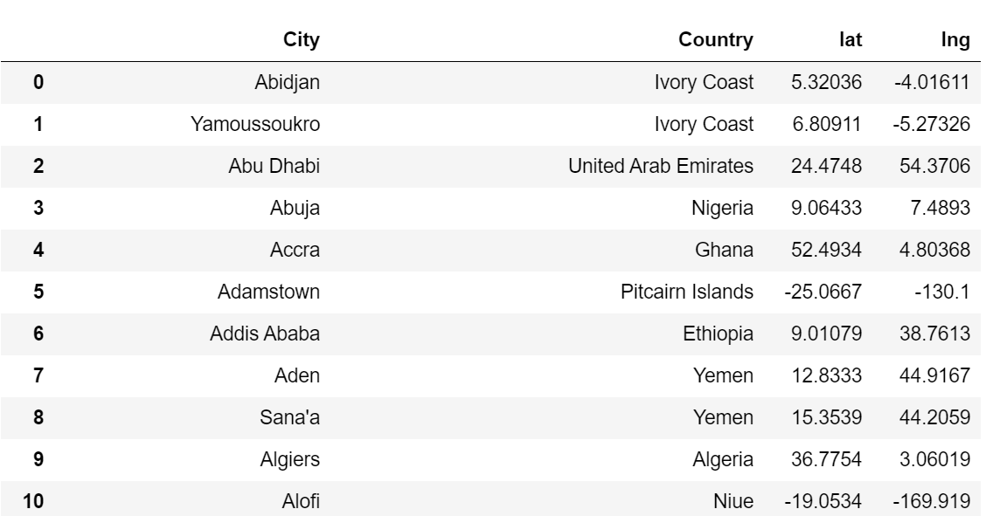 City Country lat lng
0 Abidjan Ivory Coast 5.32036 -4.01611
1 Yamoussoukro Ivory Coast 6.80911 -5.27326
2 Abu Dhabi United Arab Emirates 24.4748 54.3706
3 Abuja Nigeria 9.06433 7.4893
4 Accra Ghana 52.4934 4.80368
5 Adamstown Pitcairn Islands -25.0667 -130.1
6 Addis Ababa Ethiopia 9.01079 38.7613
7 Aden Yemen 12.8333 44.9167
8 Sana'a Yemen 15.3539 44.2059
9 Algiers Algeria 36.7754 3.06019
10 Alofi Niue -19.0534 -169.919